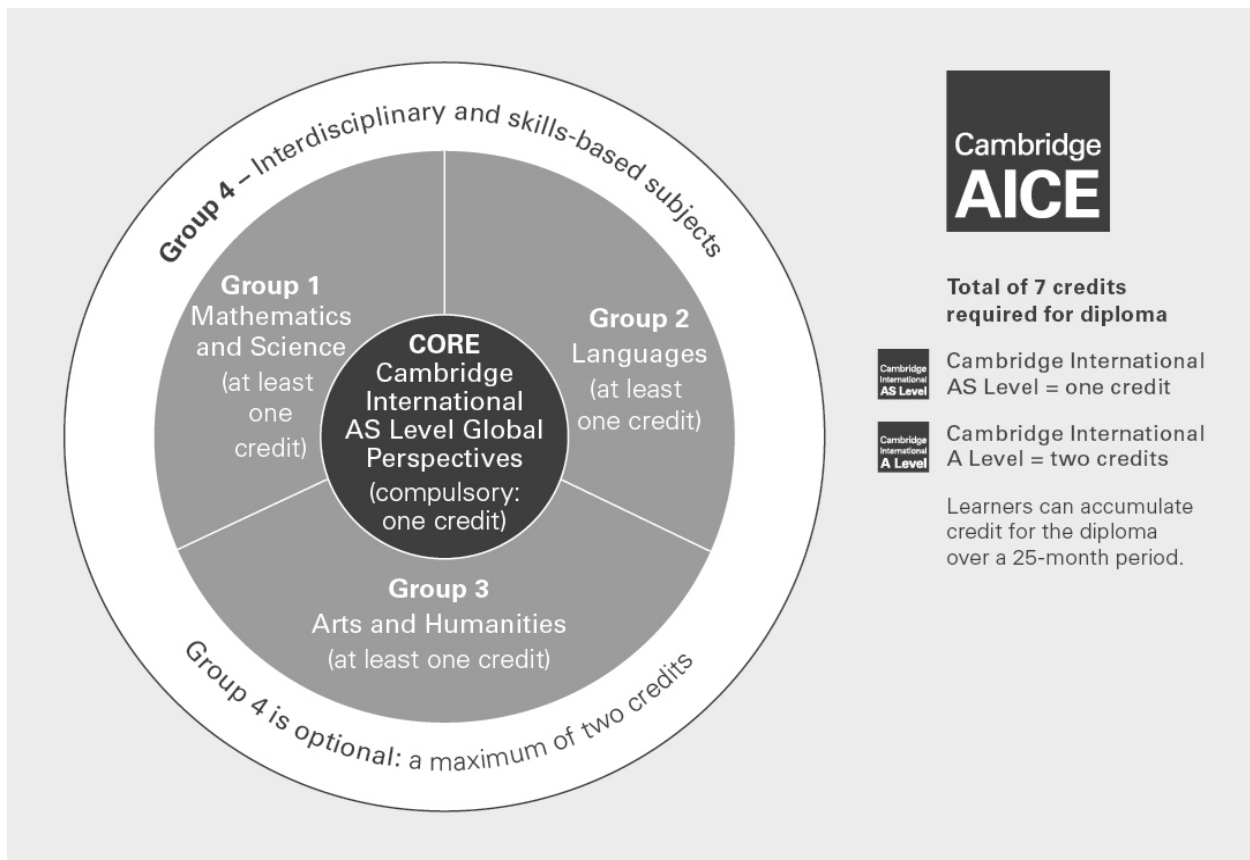 Group 4 – Interdisciplinary and skills-based subjects
Group 1
Mathematics
and Science
(at least
one
credit)
Group 2
Languages
(at least
one credit)
CORE
Cambridge
International
AS Level Global
Perspectives
(compulsory:
one credit)
Group 3
Arts and Humanities
(at least one credit)
Group 4 is optional: a maximum of two credits
Cambridge
AICE
Total of 7 credits
required for diploma
Cambridge
International
AS Level
Cambridge International
AS Level = one credit
Cambridge
International
A Level
Cambridge International
A Level = two credits
Learners can accumulate
credit for the diploma
over a 25-month period.